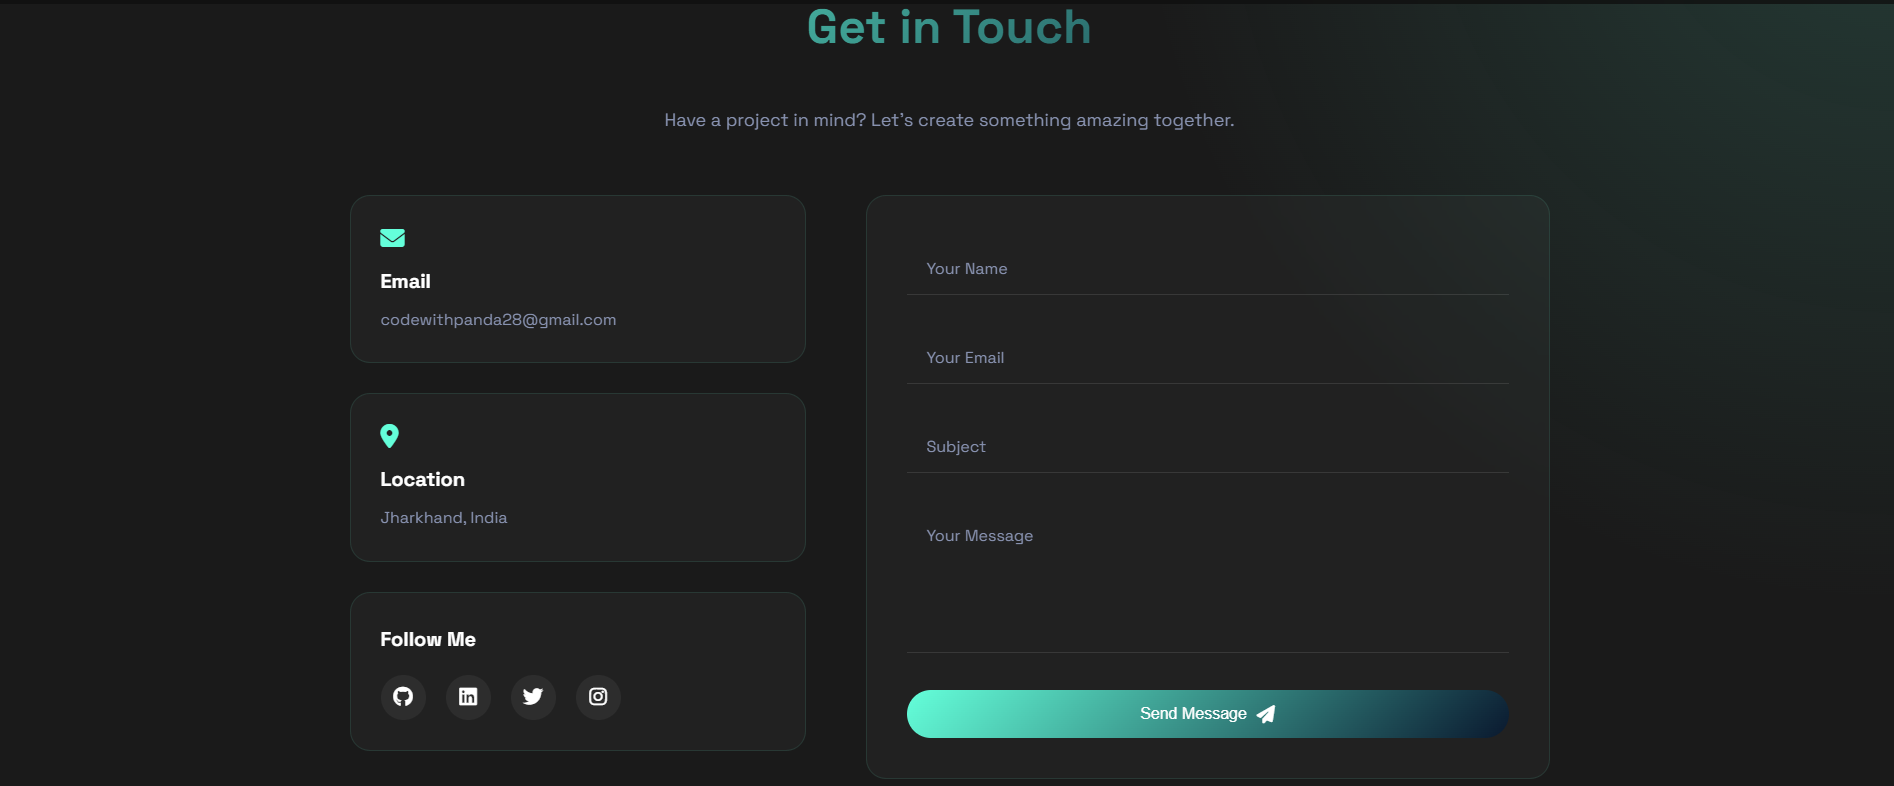 Get in Touch
Have a project in mind? Let's create something amazing together.
Email
codewithpanda28@gmail.com
Location
Jharkhand, India
Follow Me
Your Name
Your Email
Subject
Your Message
Send Message